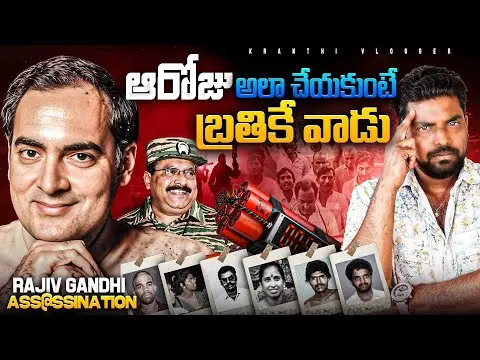 KRANTHI VLOGGER
ఆరోజు అలా చేయకుంటే
బ్రతికే వాడు
RAJIV GANDHI
ASS@SSINATION